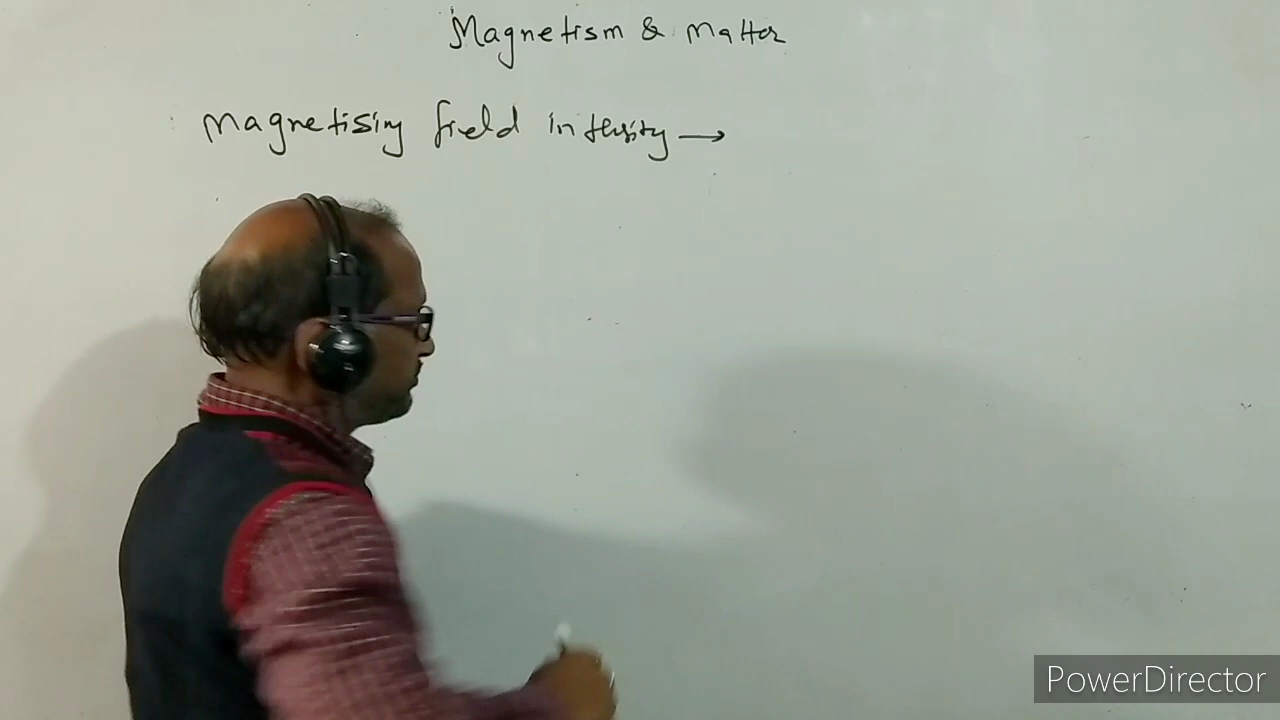 Magnetism & Matter
Magnetising field intensity →
PowerDirector